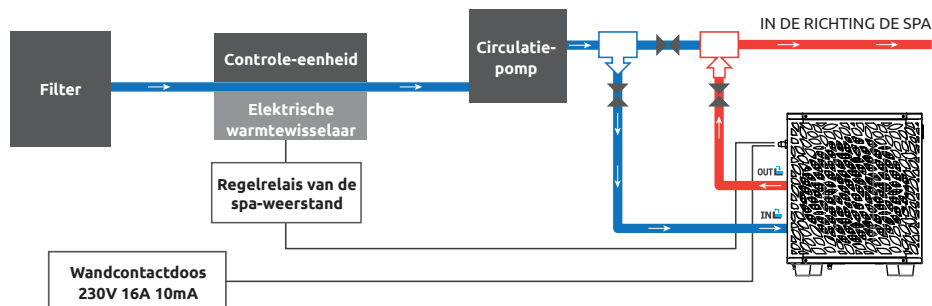 IN DE RICHTING DE SPA
Filter
Controle-eenheid
Elektrische
warmtewisselaar
Circulatie-
pomp
Regelrelais van de
spa-weerstand
OUT
IN
Wandcontactdoos
230V 16A 10mA